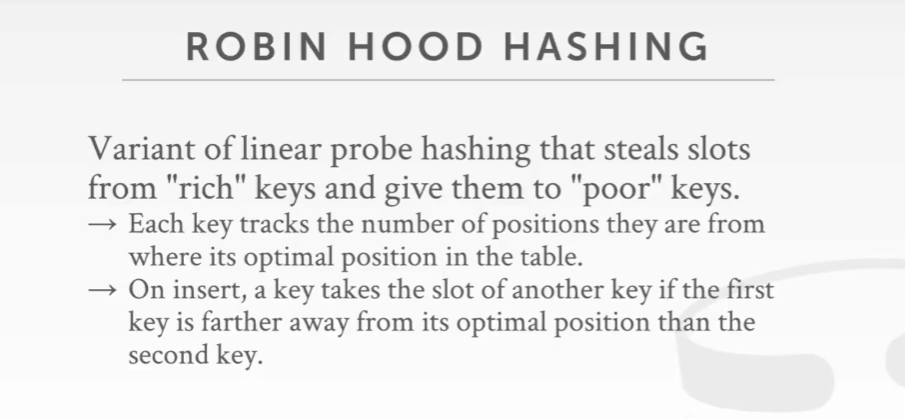 ROBIN HOOD HASHING
Variant of linear probe hashing that steals slots
from "rich" keys and give them to "poor" keys.
→ Each key tracks the number of positions they are from
where its optimal position in the table.
→ On insert, a key takes the slot of another key if the first
key is farther away from its optimal position than the
second key.